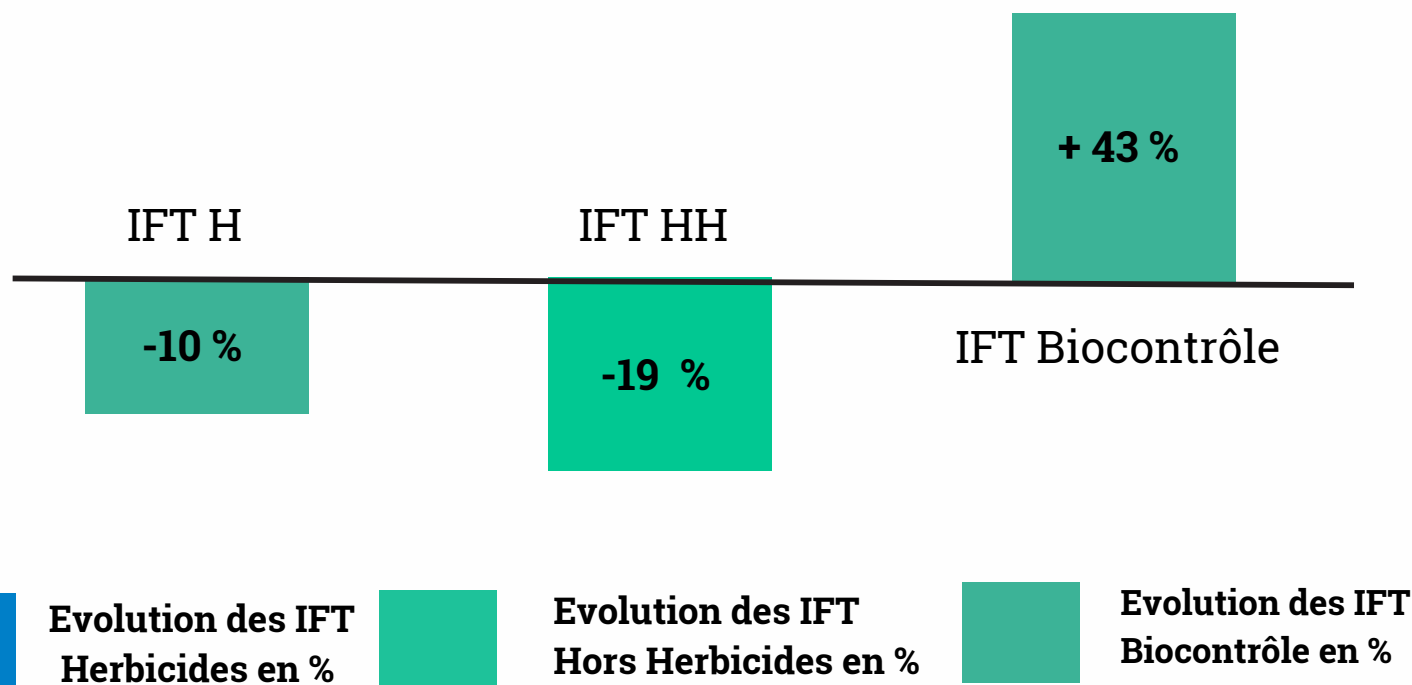 + 43 %
IFT H
IFT HH
-10 %
-19 %
IFT Biocontrôle
Evolution des IFT
Herbicides en %
Evolution des IFT
Hors Herbicides en %
Evolution des IFT
Biocontrôle en %